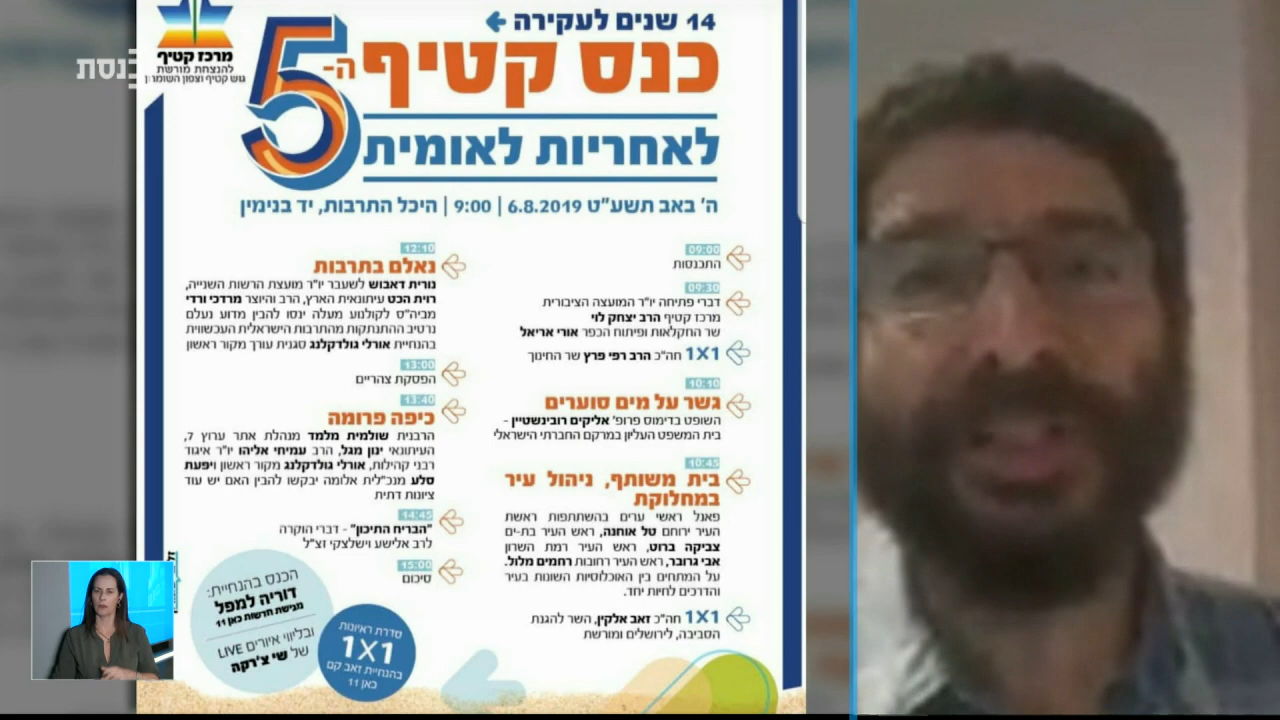 כנסת
מרכז קטיף
להנצחת מורשת
גוש קטיף וצפון השומרון
14 שנים לעקירה
כנס קטיף ה-5
לאחריות לאומית
ה' באב תשע"ט 6.8.2019 | 9:00 | היכל התרבות, יד בנימין
09:00
התכנסות
09:30
דברי פתיחה יו"ר המועצה הציבורית
מרכז קטיף הרב יצחק לוי
שר החקלאות ופיתוח הכפר אורי אריאל
1X1 חה"כ הרב רפי פרץ שר החינוך
10:10
גשר על מים סוערים
השופט בדימוס פרופ' אליקים רובינשטיין -
בית המשפט העליון במרקם החברתי הישראלי
10:45
בית משותף, ניהול עיר
במחלוקת
פאנל ראשי ערים בהשתתפות ראשת
העיר ירוחם טל אוחנה, ראש העיר בת-ים
צביקה ברוט, ראש העיר רמת השרון
אבי גרובר, ראש העיר רחובות רחמים מלול.
על המתחים בין האוכלוסיות השונות בעיר
והדרכים לחיות יחד.
1X1 חה"כ זאב אלקין, השר להגנת
הסביבה, לירושלים ומורשת
12:10
נאלם בתרבות
נורית דאבוש לשעבר יו"ר מועצת הרשות השנייה,
רוית הכט עיתונאית הארץ, הרב והיוצר מרדכי ורדי
מביה"ס לקולנוע מעלה ינסו להבין מדוע נעלם
נרטיב ההתנתקות מהתרבות הישראלית העכשווית
בהנחיית אורלי גולדקלנג סגנית עורך מקור ראשון
13:00
הפסקת צהריים
13:40
כיפה פרומה
הרבנית שולמית מלמד מנהלת אתר ערוץ 7,
העיתונאי ינון מגל, הרב עמיחי אליהו יו"ר איגוד
רבני קהילות, אורלי גולדקלנג מקור ראשון ויפעת
סלע מנכ"לית אלומה יבקשו להבין האם יש עוד
ציונות דתית
14:45
"הבריח התיכון" - דברי הוקרה
לרב אלישע וישלצקי זצ"ל
15:00
סיכום
הכנס בהנחיית:
דוריה למפל
מגישת חדשות כאן 11
ובליווי איורים LIVE
של שי צ'רקה
סדרת ראיונות
1X1
בהנחיית זאב קם
כאן 11